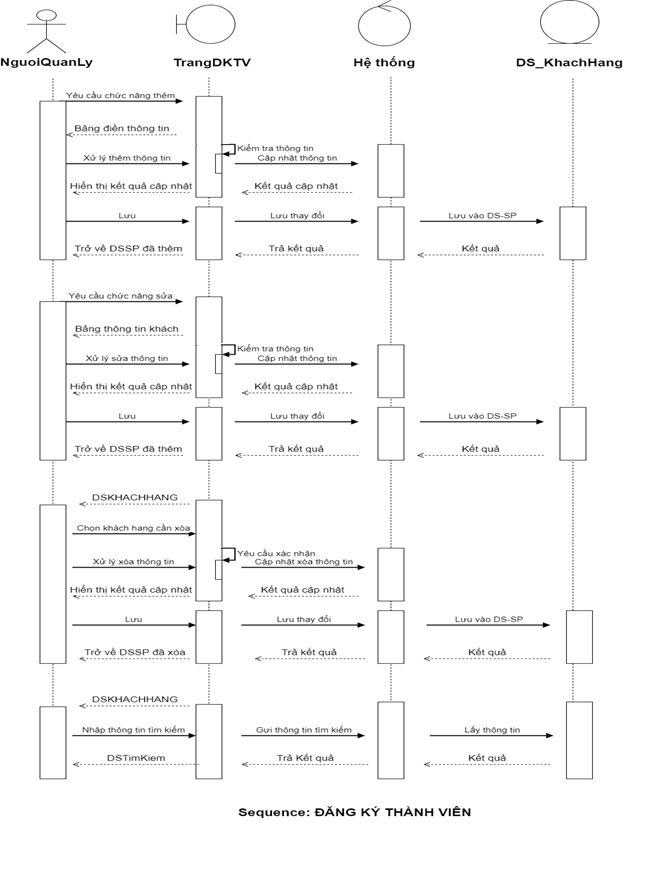 NguoiQuanLy TrangDKTV Hệ thống DS_KhachHang
Yêu cầu chức năng thêm
Bảng điền thông tin
Kiểm tra thông tin
Xử lý thêm thông tin Cập nhật thông tin
Hiển thị kết quả cập nhật Kết quả cập nhật
Lưu Lưu thay đổi Lưu vào DS-SP
Trở về DSSP đã thêm Trả kết quả Kết quả
Yêu cầu chức năng sửa
Bảng thông tin khách
Kiểm tra thông tin
Xử lý sửa thông tin Cập nhật thông tin
Hiển thị kết quả cập nhật Kết quả cập nhật
Lưu Lưu thay đổi Lưu vào DS-SP
Trở về DSSP đã thêm Trả kết quả Kết quả
DSKHACHHANG
Chọn khách hang cần xóa
Yêu cầu xác nhận
Xử lý xóa thông tin Cập nhật xóa thông tin
Hiển thị kết quả cập nhật Kết quả cập nhật
Lưu Lưu thay đổi Lưu vào DS-SP
Trở về DSSP đã xóa Trả kết quả Kết quả
DSKHACHHANG
Nhập thông tin tìm kiếm Gưi thông tin tìm kiếm Lấy thông tin
DSTimKiem Trả Kết quả Kết quả
Sequence: ĐĂNG KÝ THÀNH VIÊN